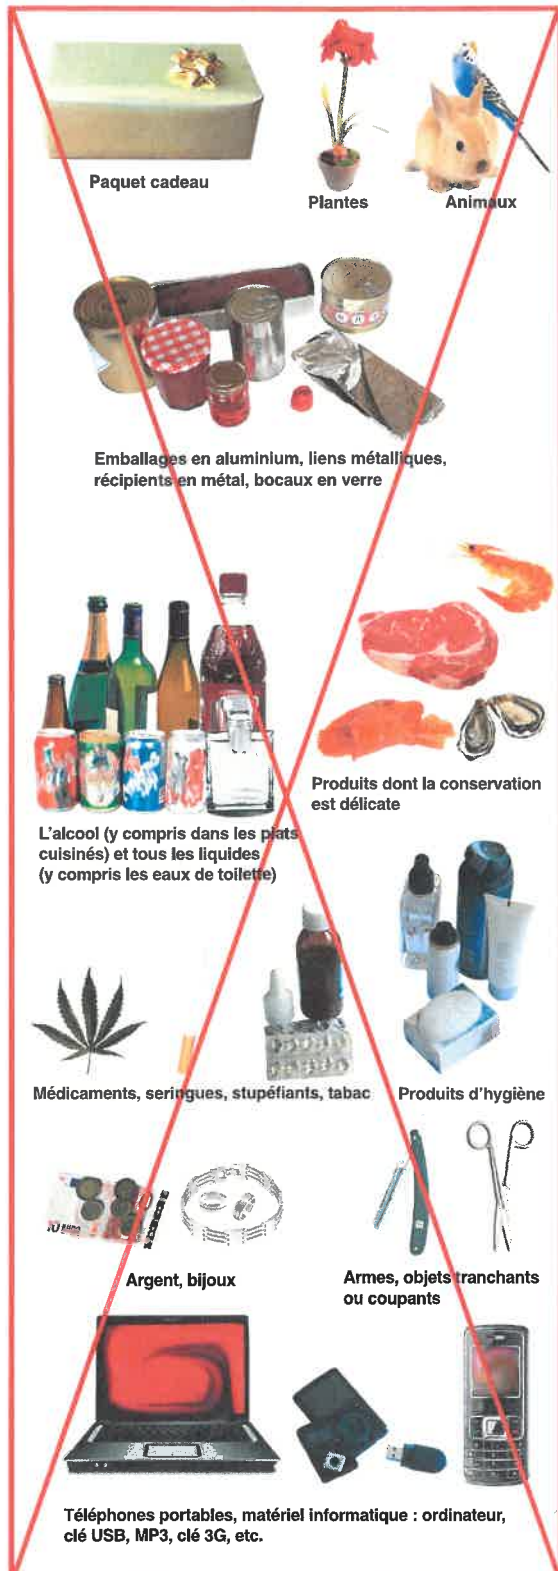 Paquet cadeau
Plantes
Animaux
Emballages en aluminium, liens métalliques,
récipients en métal, bocaux en verre
Produits dont la conservation
est délicate
L'alcool (y compris dans les plats
cuisinés) et tous les liquides
(y compris les eaux de toilette)
Médicaments, seringues, stupéfiants, tabac
Produits d'hygiène
Argent, bijoux
Armes, objets tranchants
ou coupants
Téléphones portables, matériel informatique : ordinateur,
clé USB, MP3, clé 3G, etc.